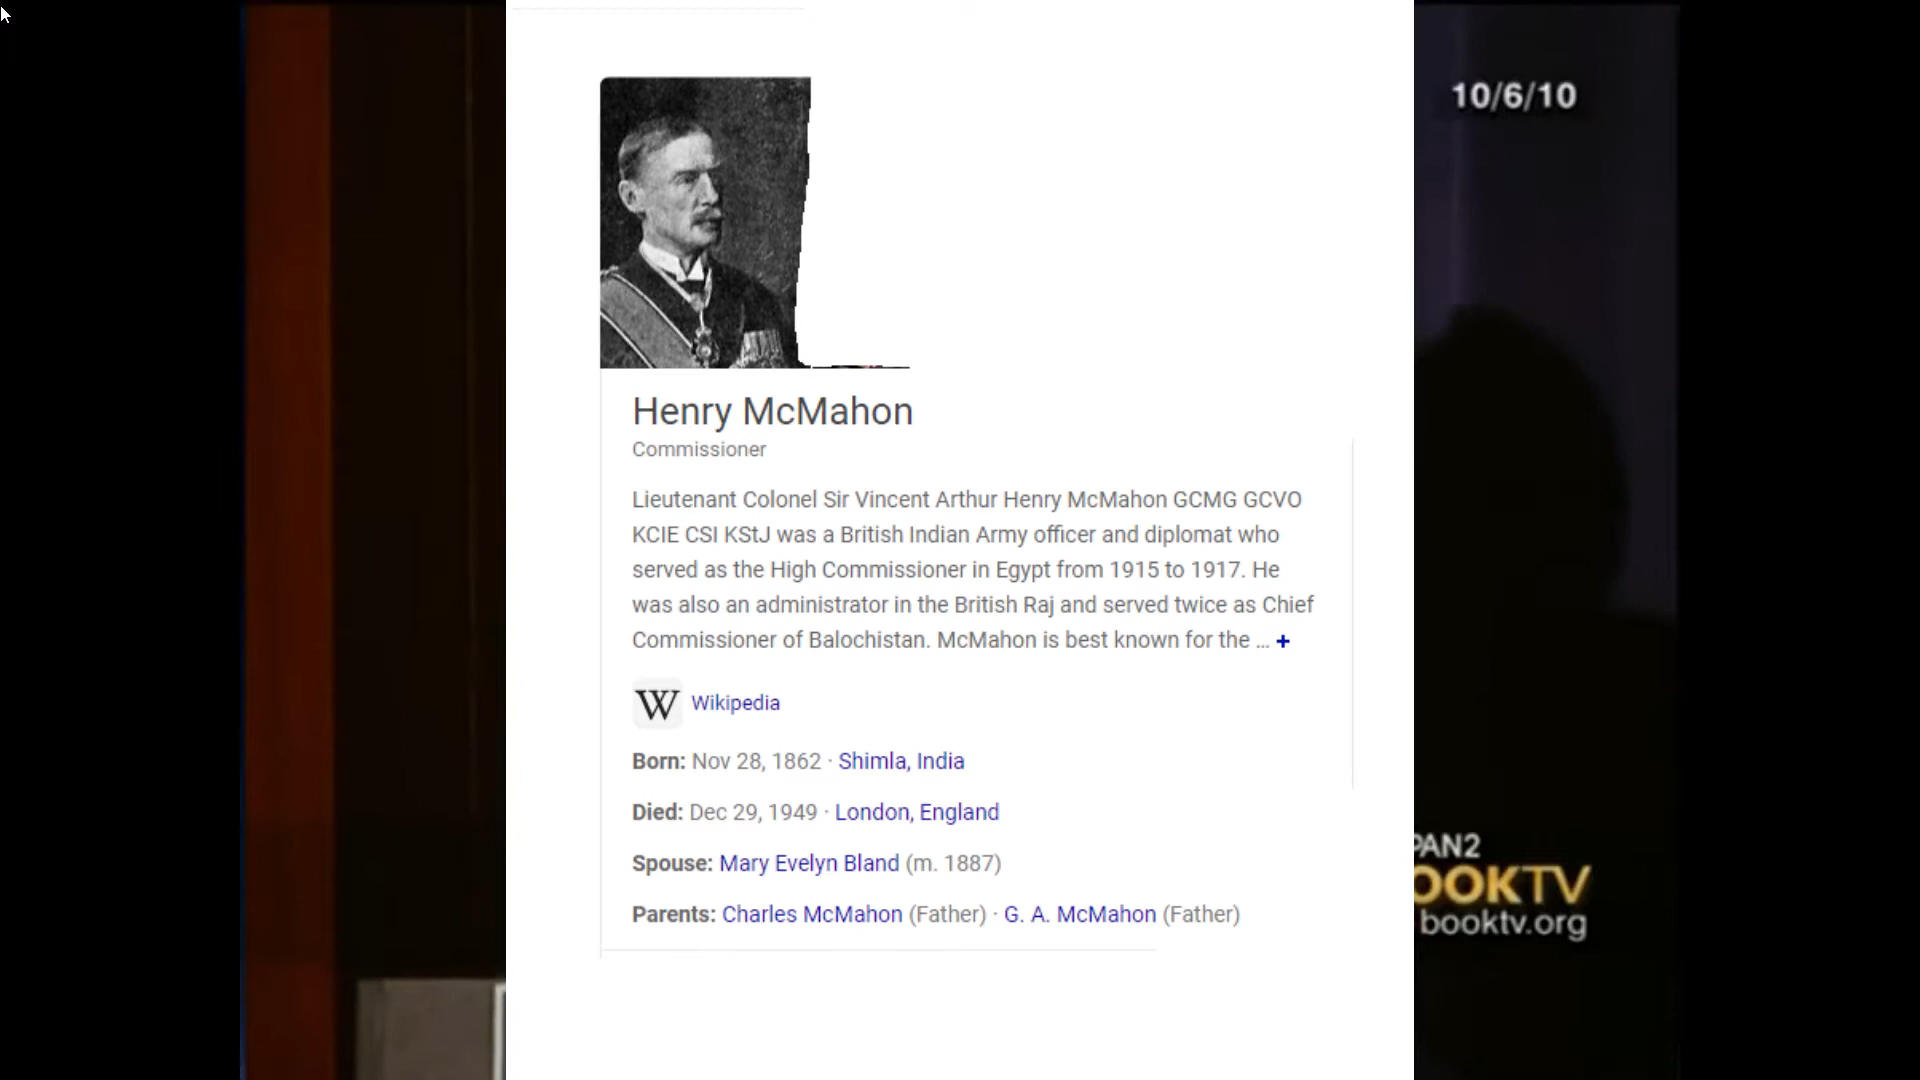 10/6/10
Henry McMahon
Commissioner
Lieutenant Colonel Sir Vincent Arthur Henry McMahon GCMG GCVO
KCIE CSI KStJ was a British Indian Army officer and diplomat who
served as the High Commissioner in Egypt from 1915 to 1917. He
was also an administrator in the British Raj and served twice as Chief
Commissioner of Balochistan. McMahon is best known for the ... +
W Wikipedia
Born: Nov 28, 1862 · Shimla, India
Died: Dec 29, 1949 · London, England
Spouse: Mary Evelyn Bland (m. 1887)
Parents: Charles McMahon (Father) · G. A. McMahon (Father)
PAN2
OOKTV
booktv.org